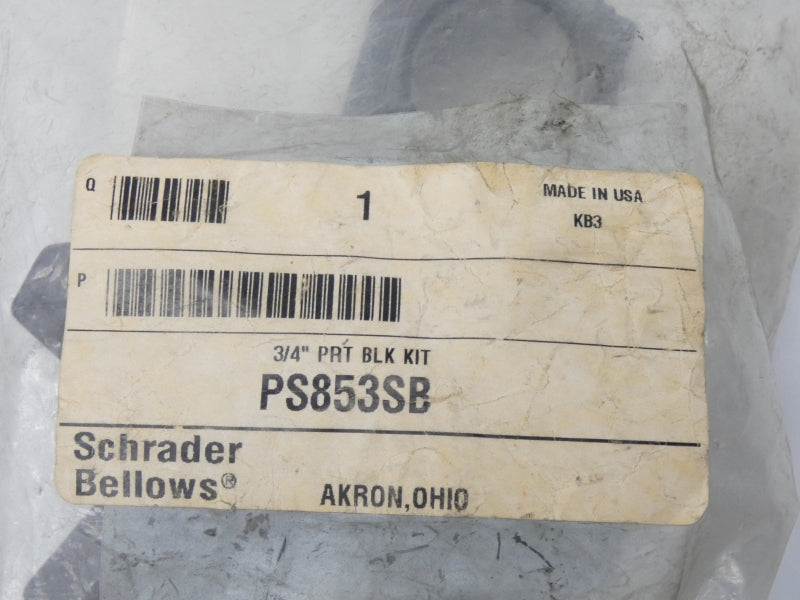 Q 1 MADE IN USA
KB3
P
3/4" PRT BLK KIT
PS853SB
Schrader
Bellows®
AKRON,OHIO